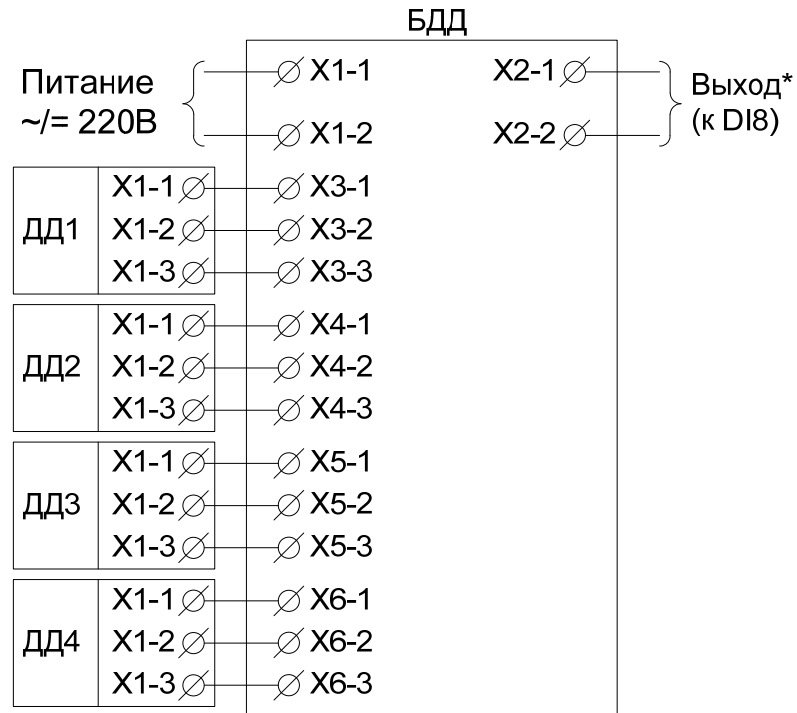 БДД
Питание
~/= 220В
X1-1
X1-2
X2-1
X2-2
Выход*
(к DI8)
ДД1
X1-1
X1-2
X1-3
X3-1
X3-2
X3-3
ДД2
X1-1
X1-2
X1-3
X4-1
X4-2
X4-3
ДД3
X1-1
X1-2
X1-3
X5-1
X5-2
X5-3
ДД4
X1-1
X1-2
X1-3
X6-1
X6-2
X6-3